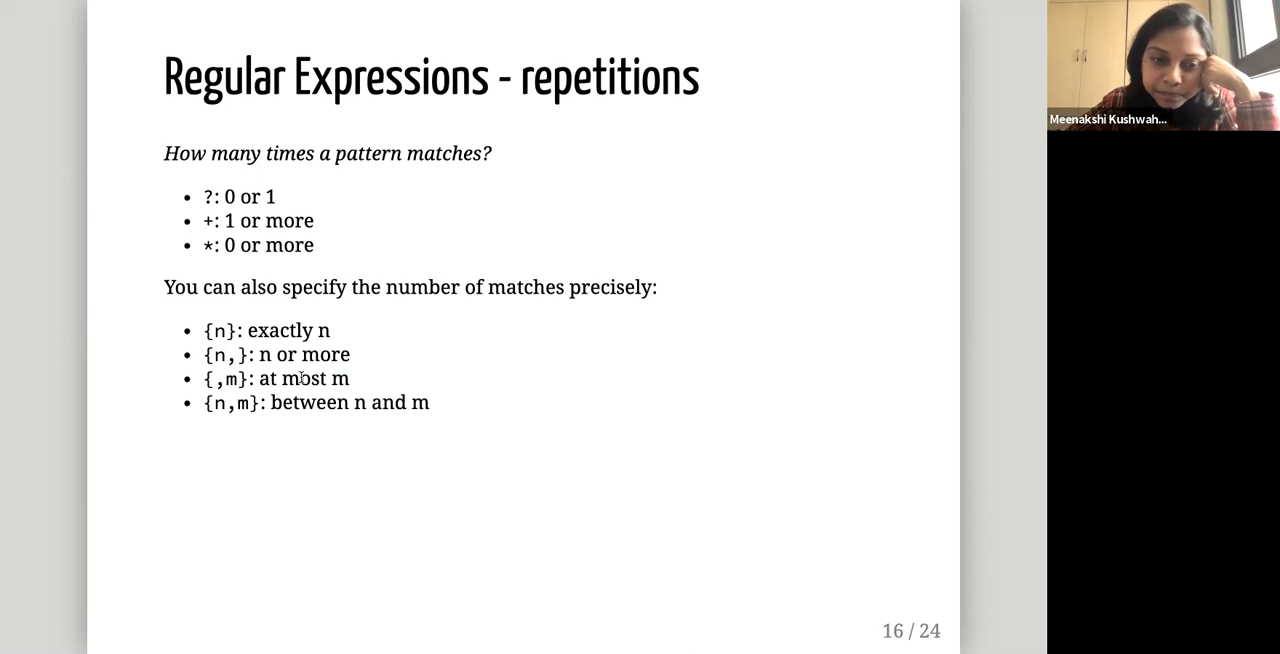 Regular Expressions - repetitions
How many times a pattern matches?
• ?: 0 or 1
• +: 1 or more
• *: 0 or more
You can also specify the number of matches precisely:
• {n}: exactly n
• {n,}: n or more
• {,m}: at most m
• {n,m}: between n and m
16 / 24
Meenakshi Kushwah...